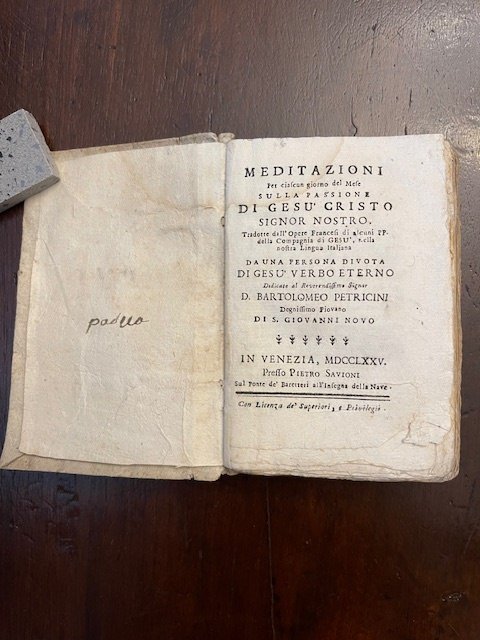 padua
MEDITAZIONI
Per ciascun giorno del Mese
SULLA PASSIONE
DI GESU' CRISTO
SIGNOR NOSTRO.
Tradotte dall'Opere Francesi di alcuni PP.
della Compagnia di GESU', nella
nostra Lingua Italiana
DA UNA PERSONA DIVOTA
DI GESU' VERBO ETERNO
Dedicate al Reverendissimo Signor
D. BARTOLOMEO PETRICINI
Degnissimo Piovano
DI S. GIOVANNI NOVO
IN VENEZIA, MDCCLXXV.
Presso PIETRO SAVIONI
Sul Ponte de' Baretteri all'Insegna della Nave.
Con Licenza de' Superiori, e Privilegio.